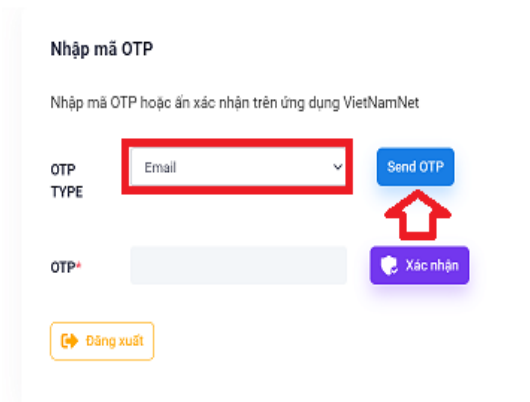 Nhập mã OTP
Nhập mã OTP hoặc ấn xác nhận trên ứng dụng VietNamNet
OTP TYPE
Email
Send OTP
OTP*
Xác nhận
Đăng xuất